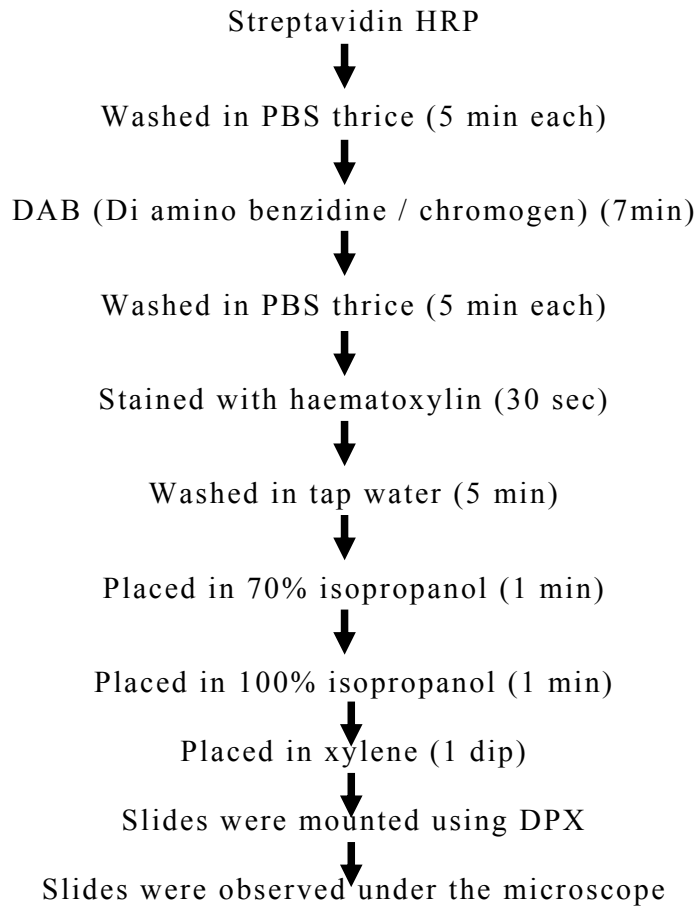 Streptavidin HRP
Washed in PBS thrice (5 min each)
DAB (Di amino benzidine / chromogen) (7min)
Washed in PBS thrice (5 min each)
Stained with haematoxylin (30 sec)
Washed in tap water (5 min)
Placed in 70% isopropanol (1 min)
Placed in 100% isopropanol (1 min)
Placed in xylene (1 dip)
Slides were mounted using DPX
Slides were observed under the microscope